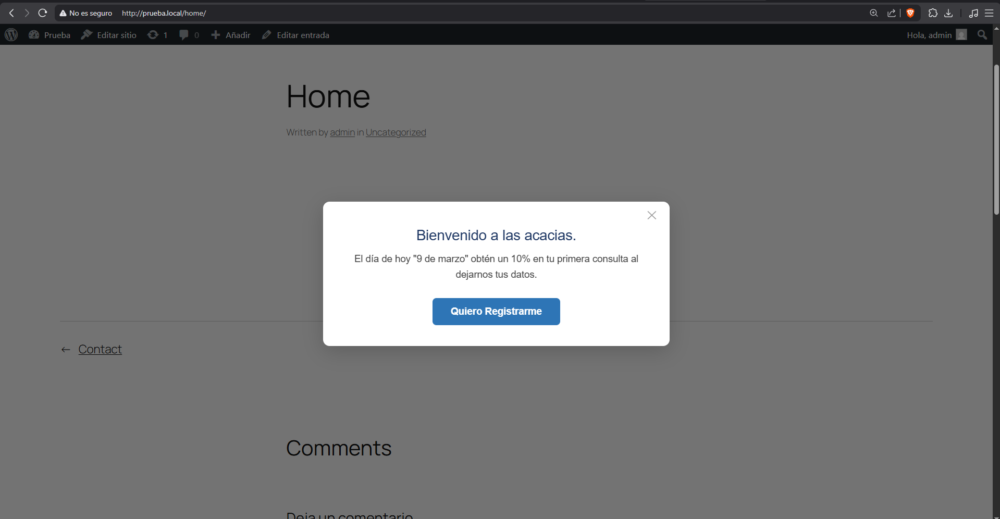 No es seguro http://prueba.local/home/
Prueba Editar sitio 1 0 Añadir Editar entrada Hola, admin
Home
Written by admin in Uncategorized
Bienvenido a las acacias.
El día de hoy "9 de marzo" obtén un 10% en tu primera consulta al
dejarnos tus datos.
Quiero Registrarme
← Contact
Comments
Deja un comentario